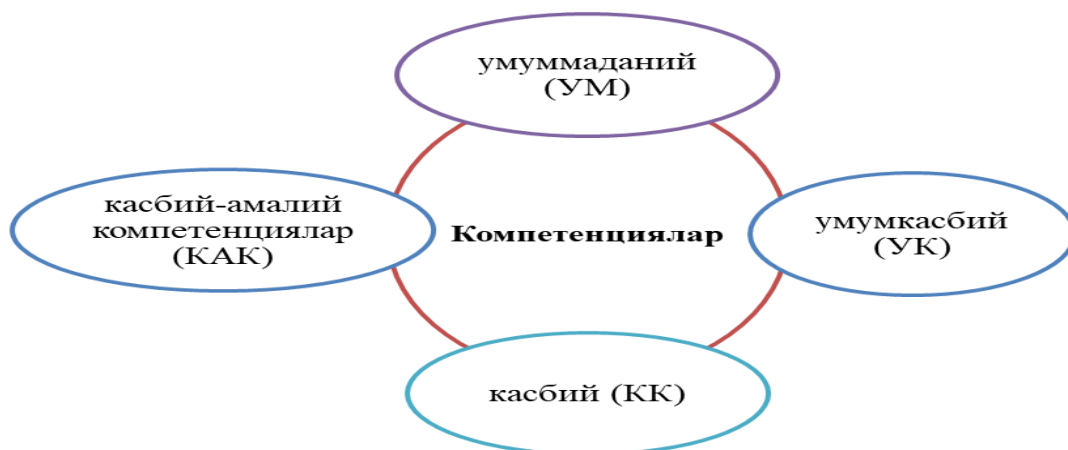 умуммаданий
(УМ)
касбий-амалий
компетенциялар
(КАК)
Компетенциялар
умумкасбий
(УК)
касбий (КК)